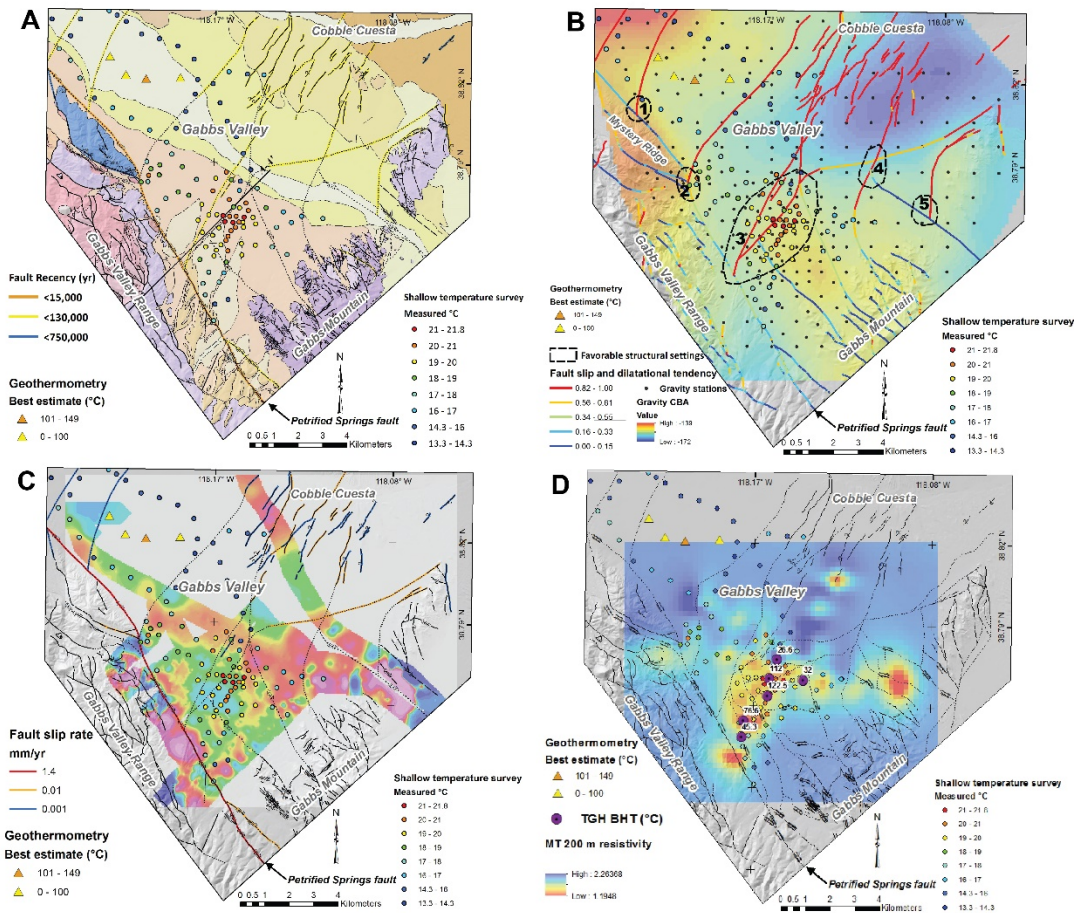 A
118.17° W
118.08° W
Cobble Cuesta
38.82° N
Gabbs Valley
38.79° N
Gabbs Valley Range
Gabbs Mountain
Fault Recency (yr)
<15,000
<130,000
<750,000
Geothermometry
Best estimate (°C)
101 - 149
0 - 100
Shallow temperature survey
Measured °C
21 - 21.8
20 - 21
19 - 20
18 - 19
17 - 18
16 - 17
14.3 - 16
13.3 - 14.3
N
Petrified Springs fault
0 0.5 1 2 3 4
Kilometers
B
118.17° W
118.08° W
Cobble Cuesta
38.82° N
1
Mystery Ridge
Gabbs Valley
2
3
4
5
38.79° N
Gabbs Valley Range
Gabbs Mountain
Geothermometry
Best estimate (°C)
101 - 149
0 - 100
Favorable structural settings
Fault slip and dilational tendency
0.82 - 1.00
0.56 - 0.81
0.34 - 0.55
0.16 - 0.33
0.00 - 0.15
Gravity stations
Gravity CBA
Value
High : -139
Low : -172
Shallow temperature survey
Measured °C
21 - 21.8
20 - 21
19 - 20
18 - 19
17 - 18
16 - 17
14.3 - 16
13.3 - 14.3
N
Petrified Springs fault
0 0.5 1 2 3 4
Kilometers
C
118.17° W
118.08° W
Cobble Cuesta
38.82° N
Gabbs Valley
38.79° N
Gabbs Valley Range
Gabbs Mountain
Fault slip rate
mm/yr
1.4
0.01
0.001
Geothermometry
Best estimate (°C)
101 - 149
0 - 100
Shallow temperature survey
Measured °C
21 - 21.8
20 - 21
19 - 20
18 - 19
17 - 18
16 - 17
14.3 - 16
13.3 - 14.3
N
Petrified Springs fault
0 0.5 1 2 3 4
Kilometers
D
118.17° W
118.08° W
Cobble Cuesta
38.82° N
Gabbs Valley
38.79° N
26.6
112
32
122.5
45.3
Gabbs Valley Range
Gabbs Mountain
Geothermometry
Best estimate (°C)
101 - 149
0 - 100
TGH BHT (°C)
MT 200 m resistivity
High : 2.26368
Low : 1.1948
Shallow temperature survey
Measured °C
21 - 21.8
20 - 21
19 - 20
18 - 19
17 - 18
16 - 17
14.3 - 16
13.3 - 14.3
N
Petrified Springs fault
0 0.5 1 2 3 4
Kilometers